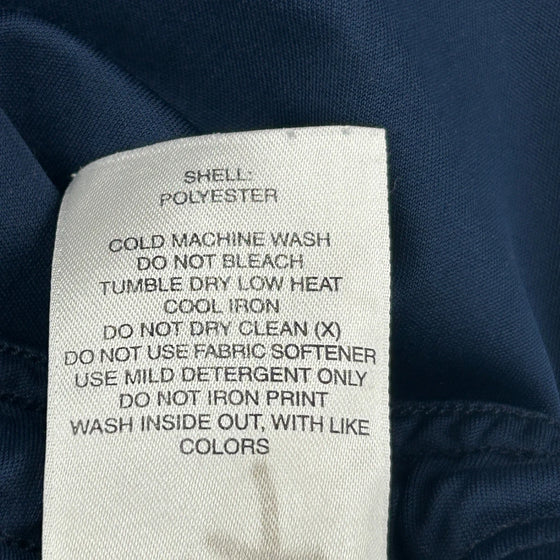 SHELL:
POLYESTER
COLD MACHINE WASH
DO NOT BLEACH
TUMBLE DRY LOW HEAT
COOL IRON
DO NOT DRY CLEAN (X)
DO NOT USE FABRIC SOFTENER
USE MILD DETERGENT ONLY
DO NOT IRON PRINT
WASH INSIDE OUT, WITH LIKE
COLORS